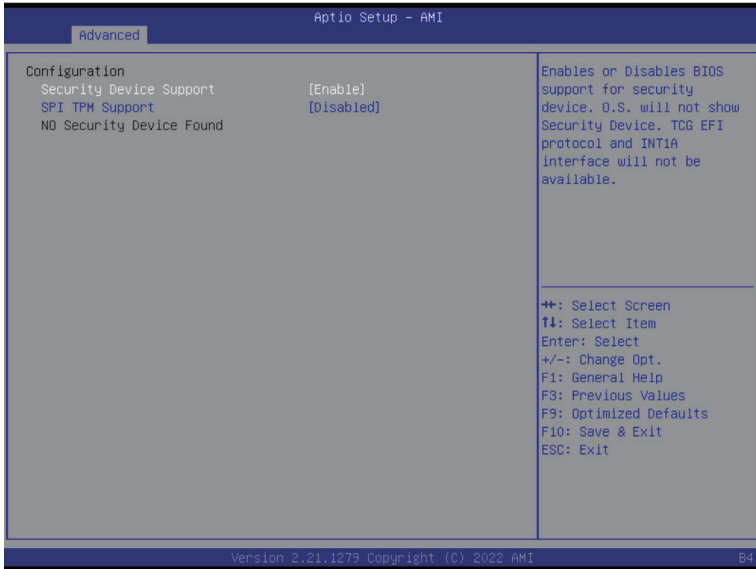 Aptio Setup - AMI
Advanced
Configuration
Security Device Support [Enable]
SPI TPM Support [Disabled]
NO Security Device Found
Enables or Disables BIOS
support for security
device. O.S. will not show
Security Device. TCG EFI
protocol and INT1A
interface will not be
available.
→←: Select Screen
↑↓: Select Item
Enter: Select
+/-: Change Opt.
F1: General Help
F3: Previous Values
F9: Optimized Defaults
F10: Save & Exit
ESC: Exit
Version 2.21.1279 Copyright (C) 2022 AMI
B4